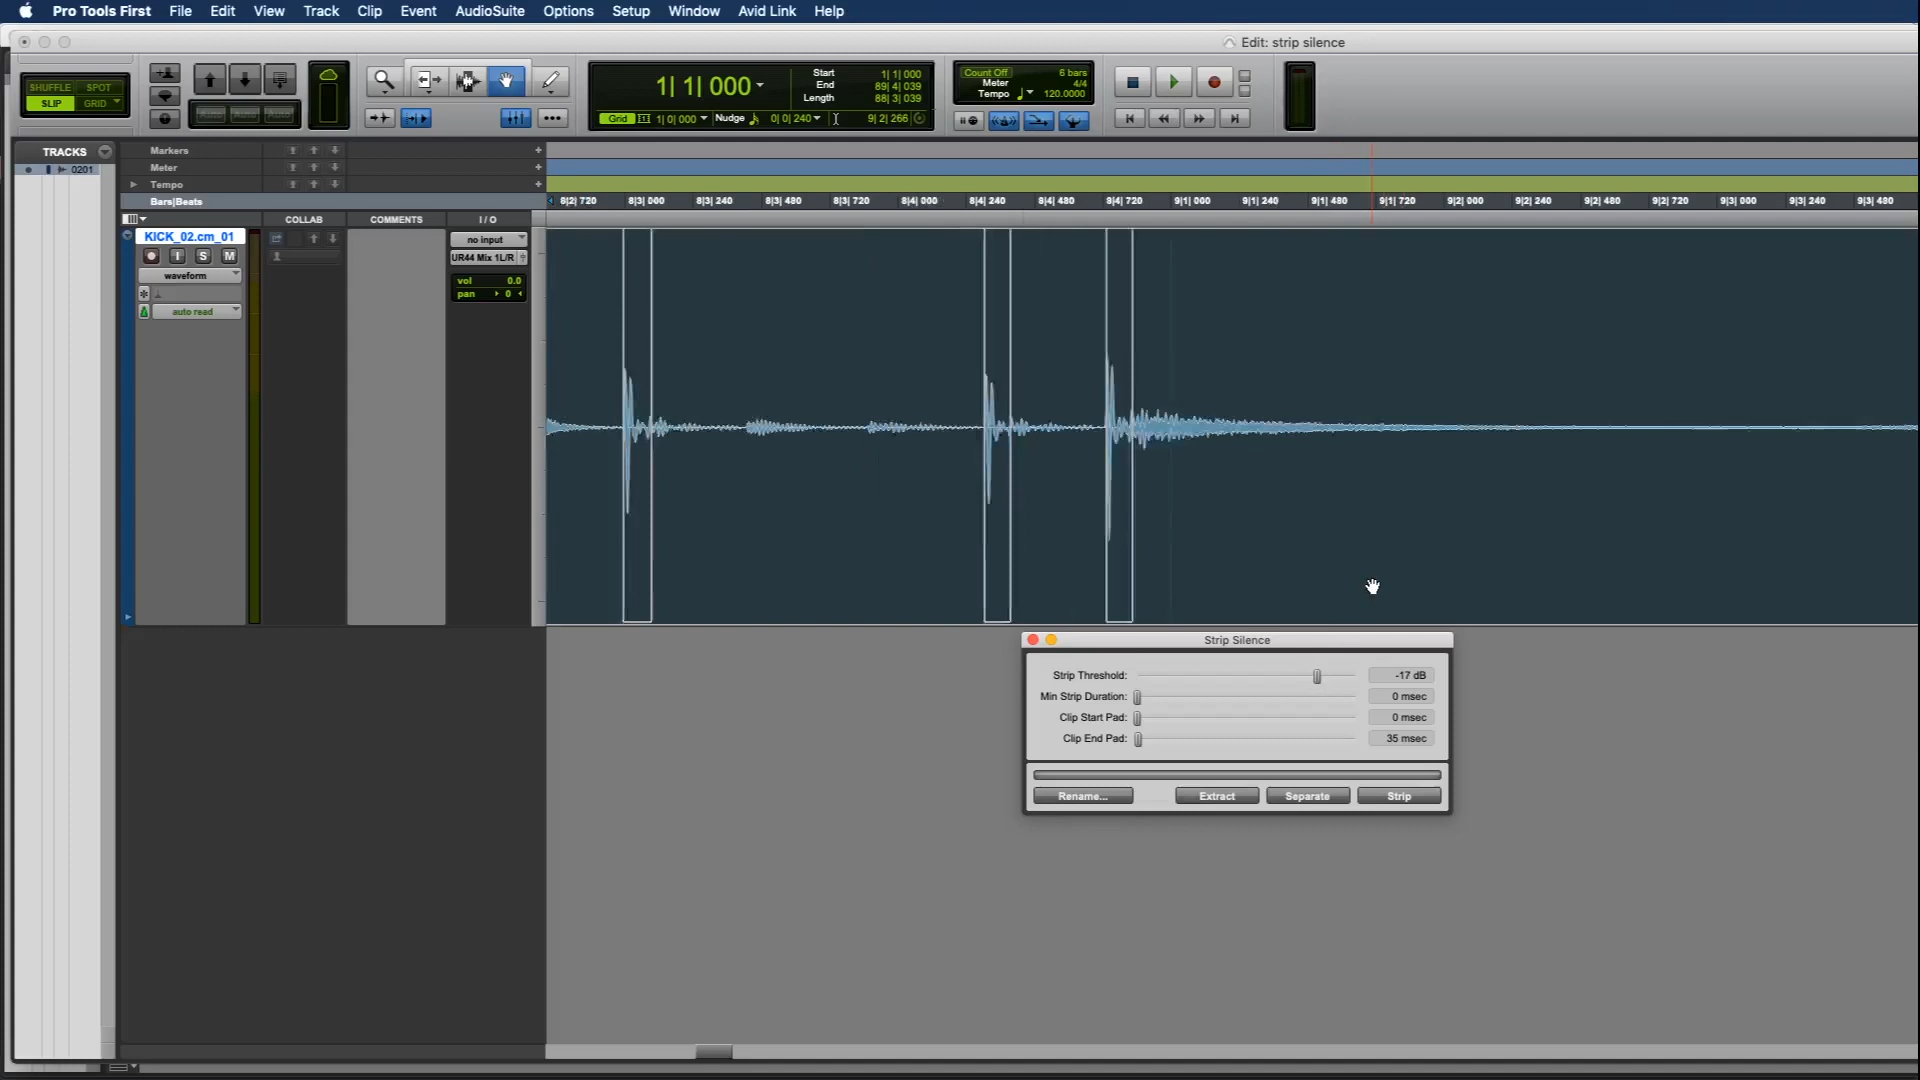 Pro Tools First File Edit View Track Clip Event AudioSuite Options Setup Window Avid Link Help
Edit: strip silence
SHUFFLE SPOT
SLIP GRID
1| 1| 000
Start 1| 1| 000
End 89| 4| 039
Length 88| 3| 039
Grid 1| 0| 000 Nudge 0| 0| 240 9| 2| 266
Count Off 6 bars
Meter 4/4
Tempo 120.0000
TRACKS
0201
Markers
Meter
Tempo
Bars|Beats
8|2| 720 8|3| 000 8|3| 240 8|3| 480 8|3| 720 8|4| 000 8|4| 240 8|4| 480 8|4| 720 9|1| 000 9|1| 240 9|1| 480 9|1| 720 9|2| 000 9|2| 240 9|2| 480 9|2| 720 9|3| 000 9|3| 240 9|3| 480
COLLAB COMMENTS I / O
KICK_02.cm_01
I S M
waveform
auto read
no input
UR44 Mix 1L/R
vol 0.0
pan 0
Strip Silence
Strip Threshold: -17 dB
Min Strip Duration: 0 msec
Clip Start Pad: 0 msec
Clip End Pad: 35 msec
Rename... Extract Separate Strip